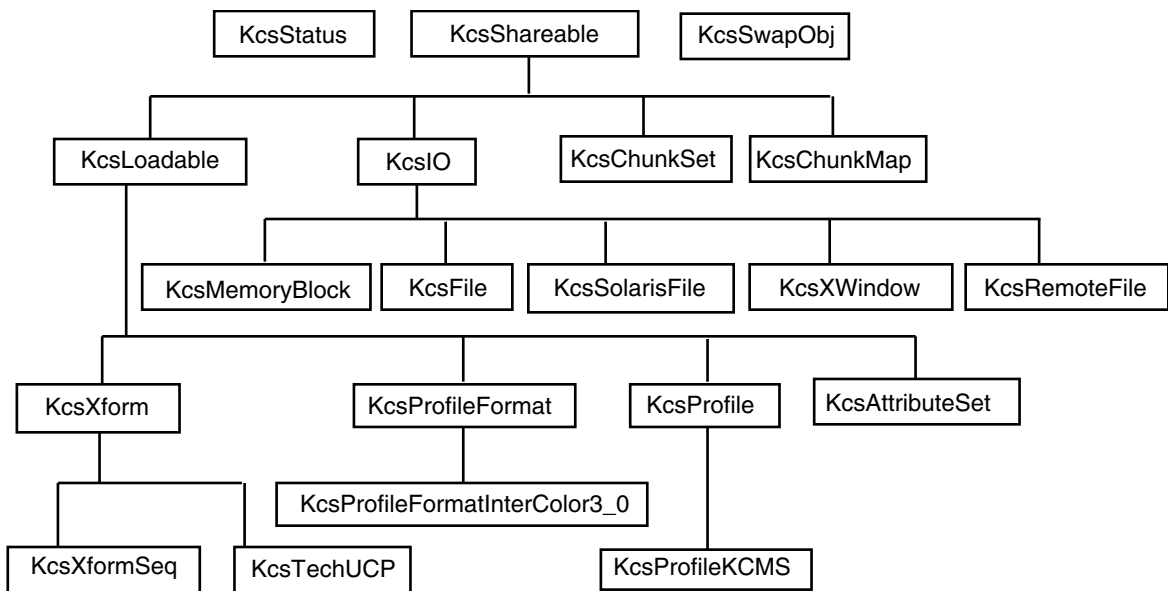 KcsStatus
KcsShareable
KcsSwapObj
KcsLoadable
KcsIO
KcsChunkSet
KcsChunkMap
KcsMemoryBlock
KcsFile
KcsSolarisFile
KcsXWindow
KcsRemoteFile
KcsXform
KcsProfileFormat
KcsProfile
KcsAttributeSet
KcsProfileFormatInterColor3_0
KcsXformSeq
KcsTechUCP
KcsProfileKCMS